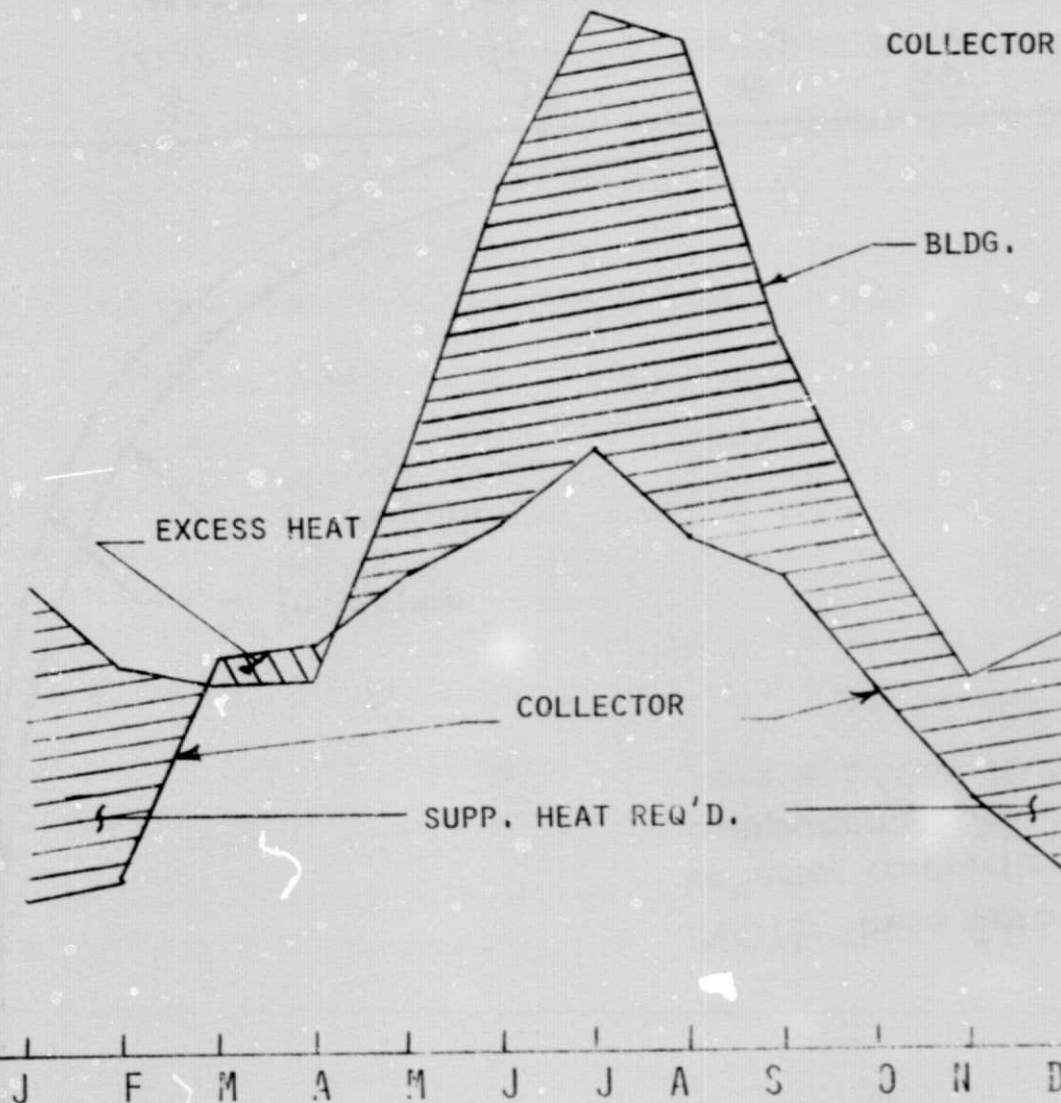 COLLECTOR
BLDG.
EXCESS HEAT
COLLECTOR
SUPP. HEAT REQ'D.
J F M A M J J A S O N D